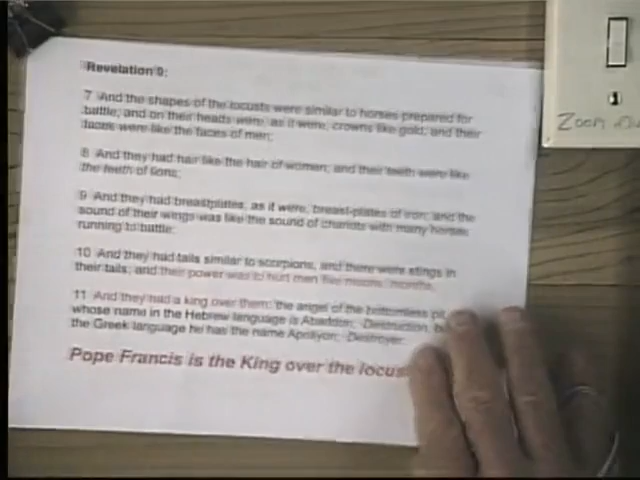 Revelation 9:
7 And the shapes of the locusts were similar to horses prepared for
battle; and on their heads were, as it were, crowns like gold; and their
faces were like the faces of men;
8 And they had hair like the hair of women; and their teeth were like
the teeth of lions;
9 And they had breastplates, as it were, breast-plates of iron; and the
sound of their wings was like the sound of chariots with many horses
running to battle;
10 And they had tails similar to scorpions, and there were stings in
their tails; and their power was to hurt men five months.
11 And they had a king over them: the angel of the bottomless pit
whose name in the Hebrew language is Abaddon; -Destruction,
the Greek language he has the name Apollyon; -Destroyer.
Pope Francis is the King over the locus
Zoom